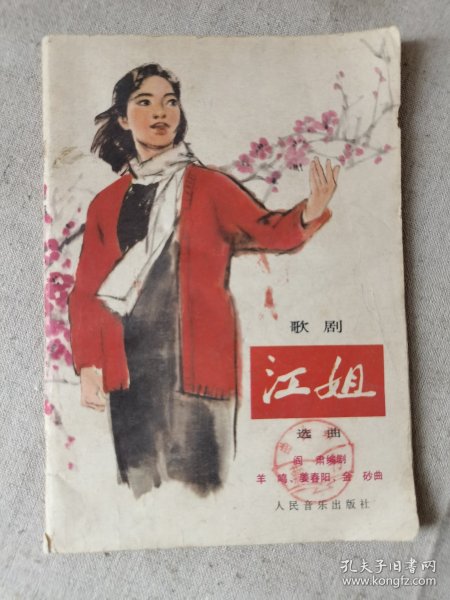 歌剧
江姐
选曲
阎肃编剧
羊鸣、姜春阳、金砂曲
人民音乐出版社
孔夫子旧书网
www.kongfz.com